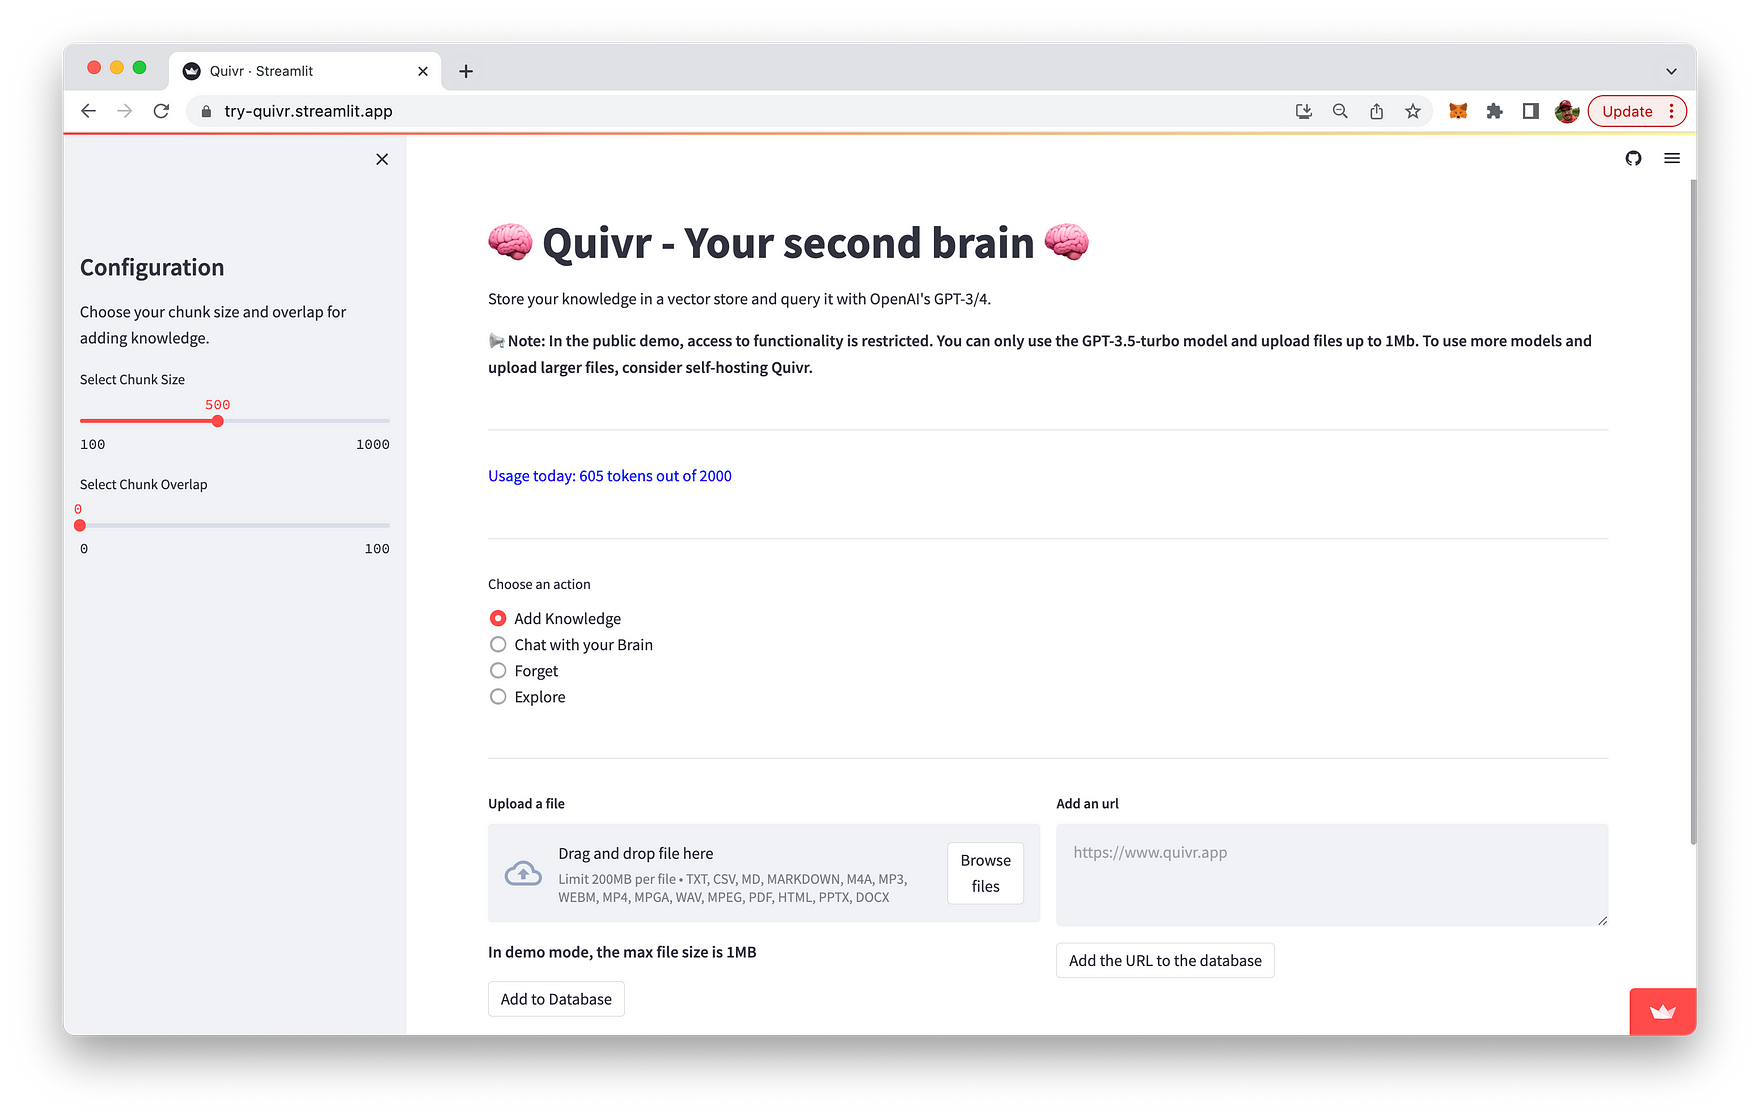 Quivr · Streamlit
try-quivr.streamlit.app
Update
Configuration
Choose your chunk size and overlap for
adding knowledge.
Select Chunk Size
500
100 1000
Select Chunk Overlap
0
0 100
🧠 Quivr - Your second brain 🧠
Store your knowledge in a vector store and query it with OpenAI's GPT-3/4.
📢 Note: In the public demo, access to functionality is restricted. You can only use the GPT-3.5-turbo model and upload files up to 1Mb. To use more models and
upload larger files, consider self-hosting Quivr.
Usage today: 605 tokens out of 2000
Choose an action
Add Knowledge
Chat with your Brain
Forget
Explore
Upload a file
Drag and drop file here
Limit 200MB per file • TXT, CSV, MD, MARKDOWN, M4A, MP3,
WEBM, MP4, MPGA, WAV, MPEG, PDF, HTML, PPTX, DOCX
Browse
files
In demo mode, the max file size is 1MB
Add to Database
Add an url
https://www.quivr.app
Add the URL to the database